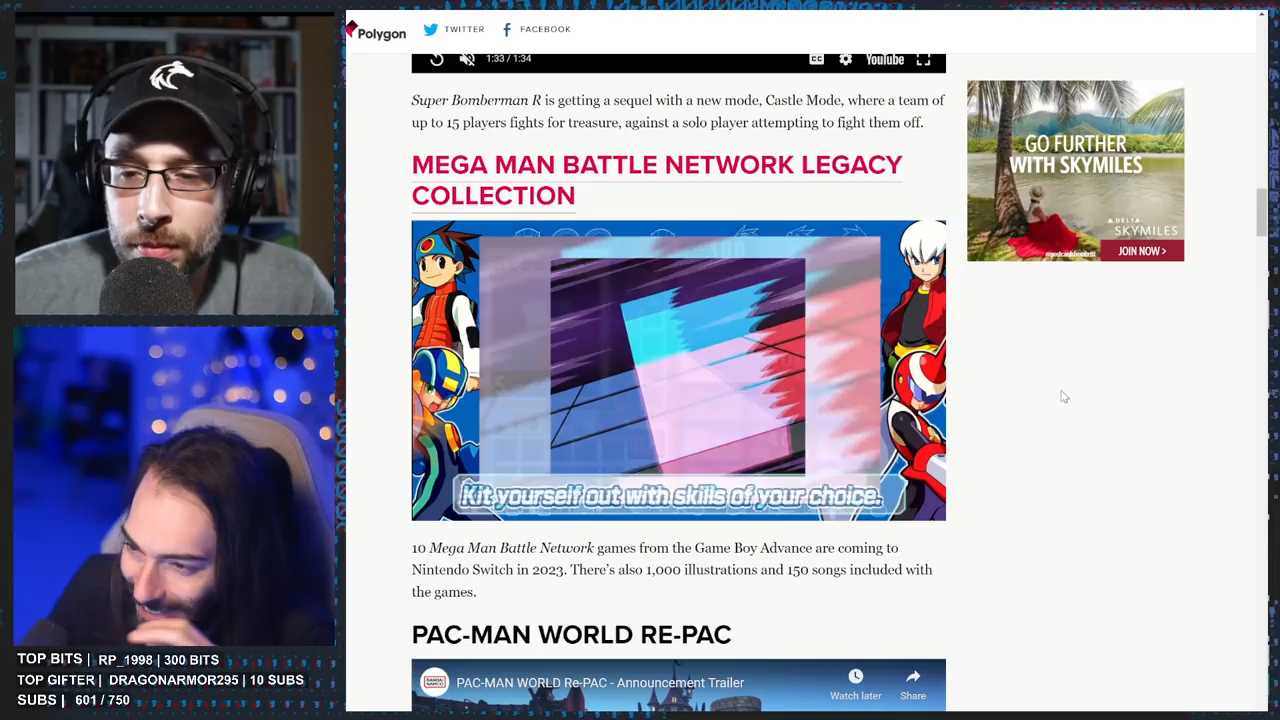 Polygon
TWITTER
FACEBOOK
1:33 / 1:34
CC
YouTube
Super Bomberman R is getting a sequel with a new mode, Castle Mode, where a team of
up to 15 players fights for treasure, against a solo player attempting to fight them off.
MEGA MAN BATTLE NETWORK LEGACY
COLLECTION
Kit yourself out with skills of your choice.
10 Mega Man Battle Network games from the Game Boy Advance are coming to
Nintendo Switch in 2023. There's also 1,000 illustrations and 150 songs included with
the games.
PAC-MAN WORLD RE-PAC
PAC-MAN WORLD Re-PAC - Announcement Trailer
Watch later
Share
GO FURTHER
WITH SKYMILES
DELTA
SKYMILES
JOIN NOW >
TOP BITS | RP_1998 | 300 BITS
TOP GIFTER | DRAGONARMOR295 | 10 SUBS
SUBS | 601 / 750